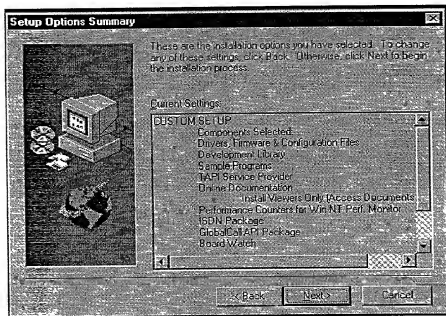 Setup Options Summary
These are the installation options you have selected. To change
any of these settings, click Back. Otherwise, click Next to begin
the installation process.
Current Settings:
CUSTOM SETUP
Components Selected:
Drivers, Firmware & Configuration Files
Development Library
Sample Programs
TAPI Service Provider
Online Documentation
Install Viewers Only (Access Documents
Performance Counters for Win NT Perf. Monitor
ISDN Package
GlobalCall API Package
Board Watch
< Back
Next >
Cancel